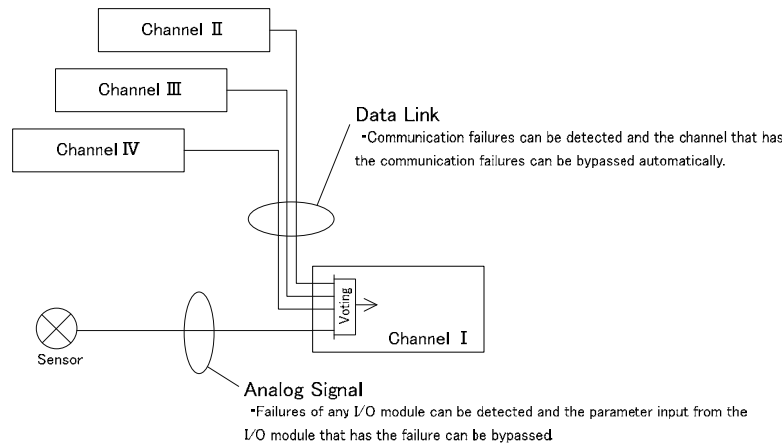 Channel Ⅱ
Channel Ⅲ
Channel Ⅳ
Data Link
-Communication failures can be detected and the channel that has
the communication failures can be bypassed automatically.
Voting
Channel Ⅰ
Sensor
Analog Signal
-Failures of any I/O module can be detected and the parameter input from the
I/O module that has the failure can be bypassed.